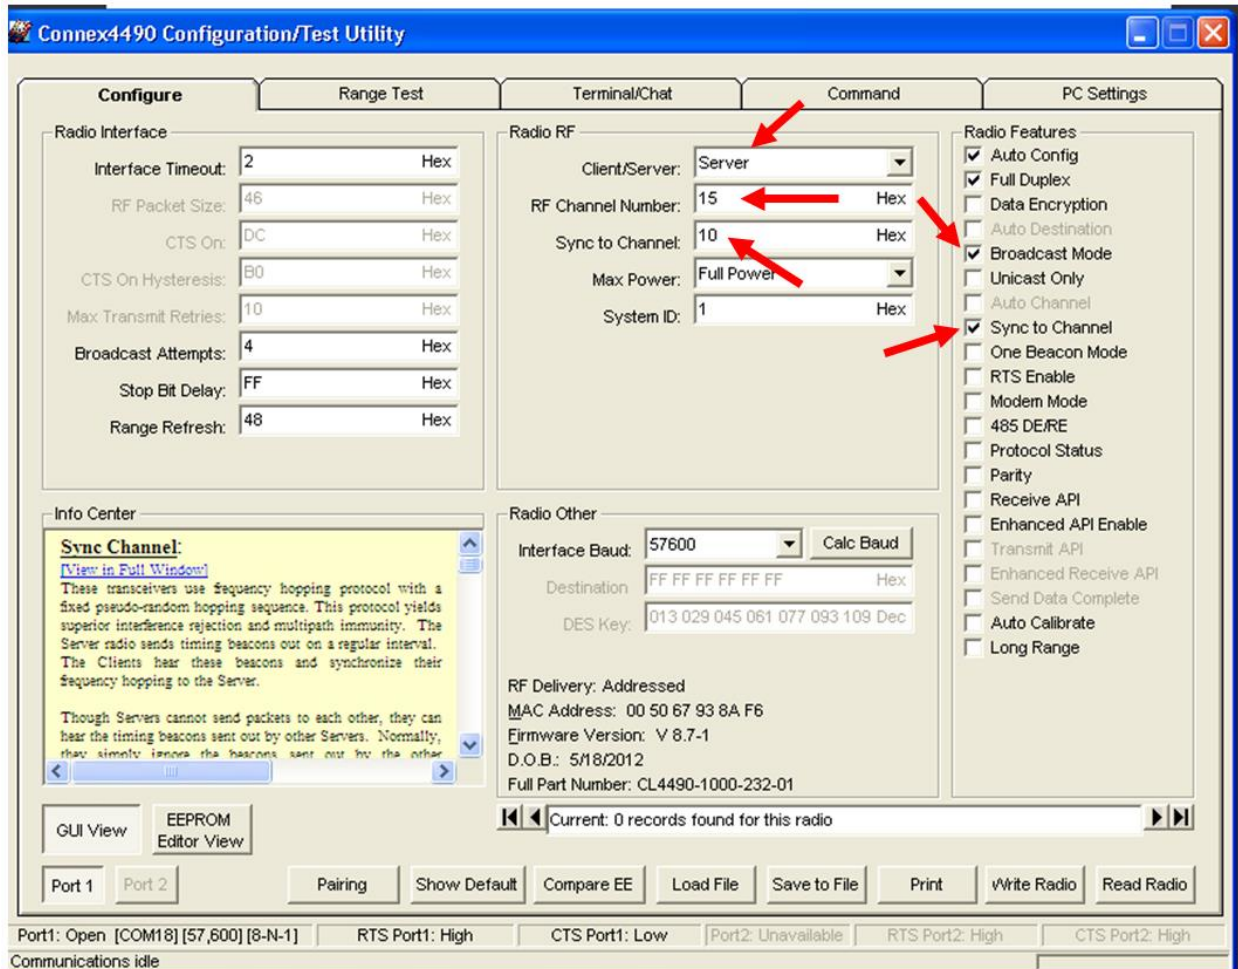 Connex4490 Configuration/Test Utility
Configure
Range Test
Terminal/Chat
Command
PC Settings
Radio Interface
Interface Timeout: 2 Hex
RF Packet Size: 46 Hex
CTS On: DC Hex
CTS On Hysteresis: B0 Hex
Max Transmit Retries: 10 Hex
Broadcast Attempts: 4 Hex
Stop Bit Delay: FF Hex
Range Refresh: 48 Hex
Radio RF
Client/Server: Server
RF Channel Number: 15 Hex
Sync to Channel: 10 Hex
Max Power: Full Power
System ID: 1 Hex
Radio Features
Auto Config
Full Duplex
Data Encryption
Auto Destination
Broadcast Mode
Unicast Only
Auto Channel
Sync to Channel
One Beacon Mode
RTS Enable
Modem Mode
485 DE/RE
Protocol Status
Parity
Receive API
Enhanced API Enable
Transmit API
Enhanced Receive API
Send Data Complete
Auto Calibrate
Long Range
Info Center
Sync Channel:
[View in Full Window]
These transceivers use frequency hopping protocol with a
fixed pseudo-random hopping sequence. This protocol yields
superior interference rejection and multipath immunity. The
Server radio sends timing beacons out on a regular interval.
The Clients hear these beacons and synchronize their
frequency hopping to the Server.
Though Servers cannot send packets to each other, they can
hear the timing beacons sent out by other Servers. Normally,
they simply ignore the beacons sent out by the other
Radio Other
Interface Baud: 57600
Calc Baud
Destination FF FF FF FF FF FF Hex
DES Key: 013 029 045 061 077 093 109 Dec
RF Delivery: Addressed
MAC Address: 00 50 67 93 8A F6
Firmware Version: V 8.7-1
D.O.B.: 5/18/2012
Full Part Number: CL4490-1000-232-01
Current: 0 records found for this radio
GUI View
EEPROM
Editor View
Port 1
Port 2
Pairing
Show Default
Compare EE
Load File
Save to File
Print
Write Radio
Read Radio
Port1: Open [COM18] [57,600] [8-N-1]
RTS Port1: High
CTS Port1: Low
Port2: Unavailable
RTS Port2: High
CTS Port2: High
Communications idle